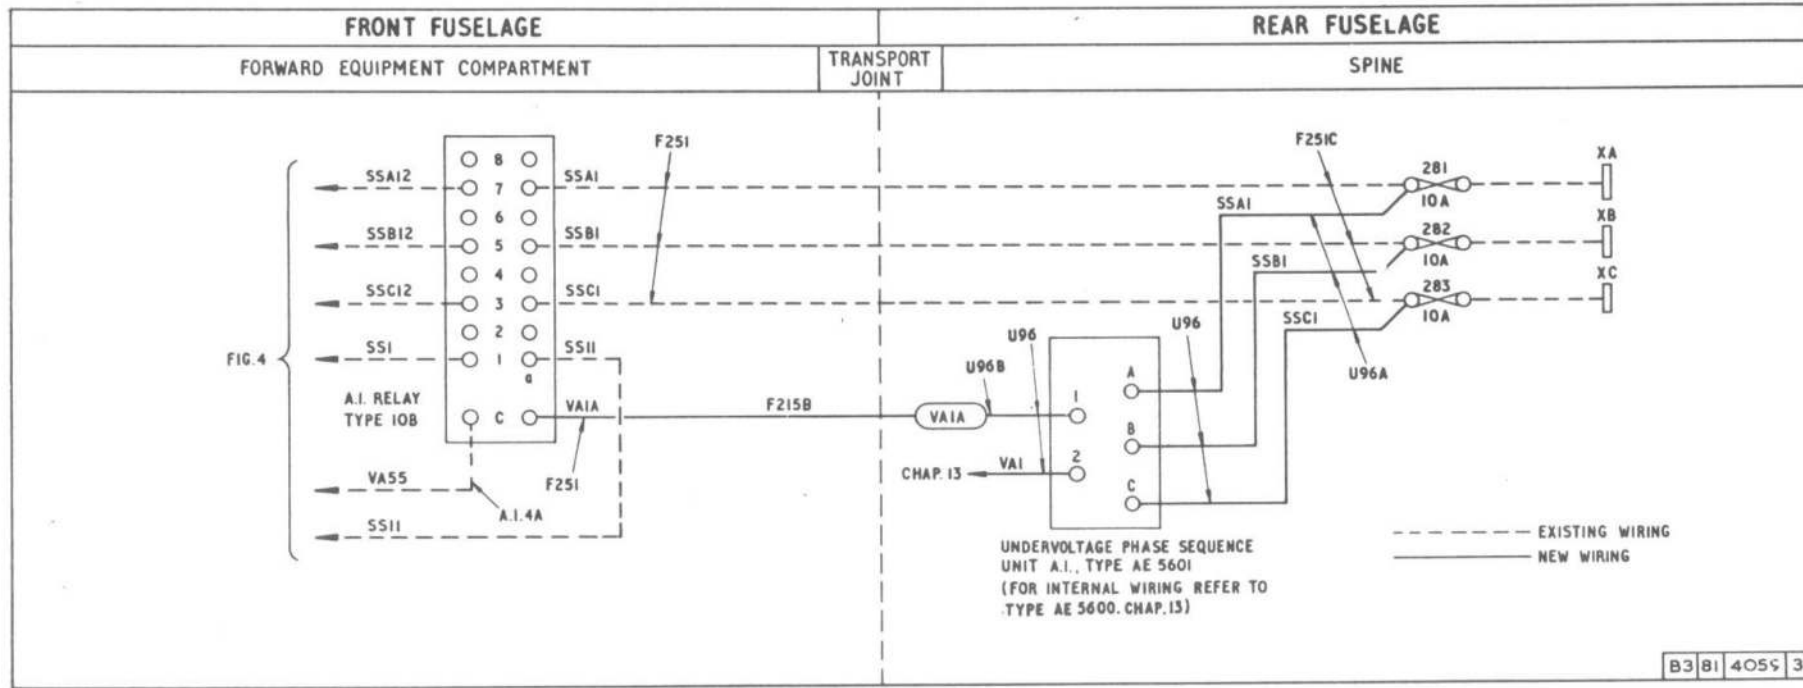 FRONT FUSELAGE
REAR FUSELAGE
FORWARD EQUIPMENT COMPARTMENT
TRANSPORT
JOINT
SPINE
F251
F251C
XA
8
SSA12
7
SSA1
281
10A
SSA1
6
XB
SSB12
5
SSB1
282
10A
SSB1
4
XC
SSC12
3
SSC1
283
10A
SSC1
2
U96
U96
FIG.4
SS1
1
SS11
a
U96B
A
U96A
A.I. RELAY
TYPE 10B
C
VA1A
F215B
VA1A
1
B
2
CHAP. 13
VA1
VA55
F251
C
A.I.4A
SS11
UNDERVOLTAGE PHASE SEQUENCE
UNIT A.I., TYPE AE 5601
(FOR INTERNAL WIRING REFER TO
TYPE AE 5600. CHAP.13)
EXISTING WIRING
NEW WIRING
B3 81 3